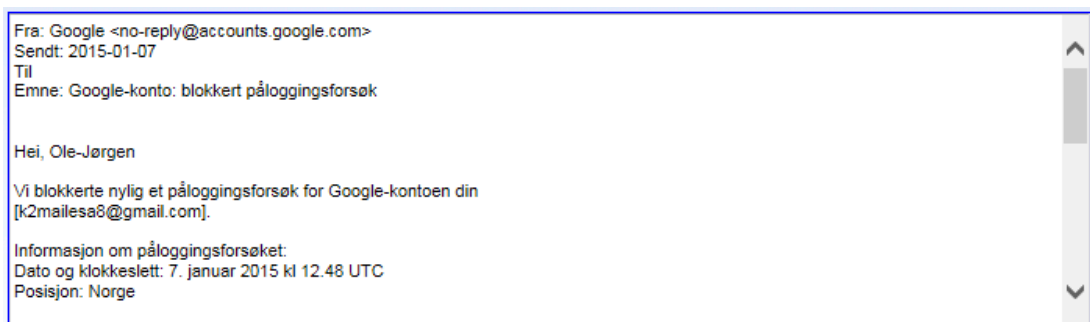 Fra: Google <no-reply@accounts.google.com>
Sendt: 2015-01-07
Til
Emne: Google-konto: blokkert påloggingsforsøk
Hei, Ole-Jørgen
Vi blokkerte nylig et påloggingsforsøk for Google-kontoen din
[k2mailesa8@gmail.com].
Informasjon om påloggingsforsøket:
Dato og klokkeslett: 7. januar 2015 kl 12.48 UTC
Posisjon: Norge